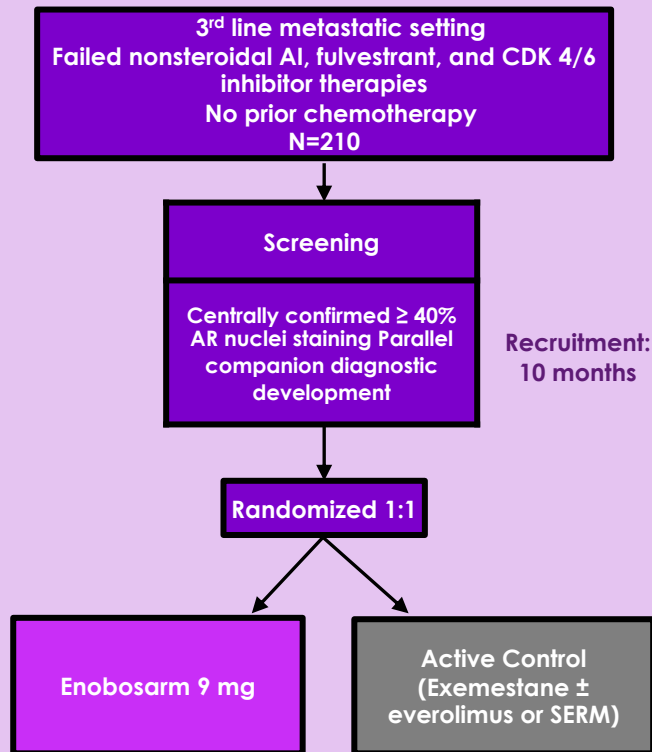 3rd line metastatic setting
Failed nonsteroidal AI, fulvestrant, and CDK 4/6
inhibitor therapies
No prior chemotherapy
N=210
Screening
Centrally confirmed ≥ 40%
AR nuclei staining Parallel
companion diagnostic
development
Recruitment:
10 months
Randomized 1:1
Enobosarm 9 mg
Active Control
(Exemestane ±
everolimus or SERM)